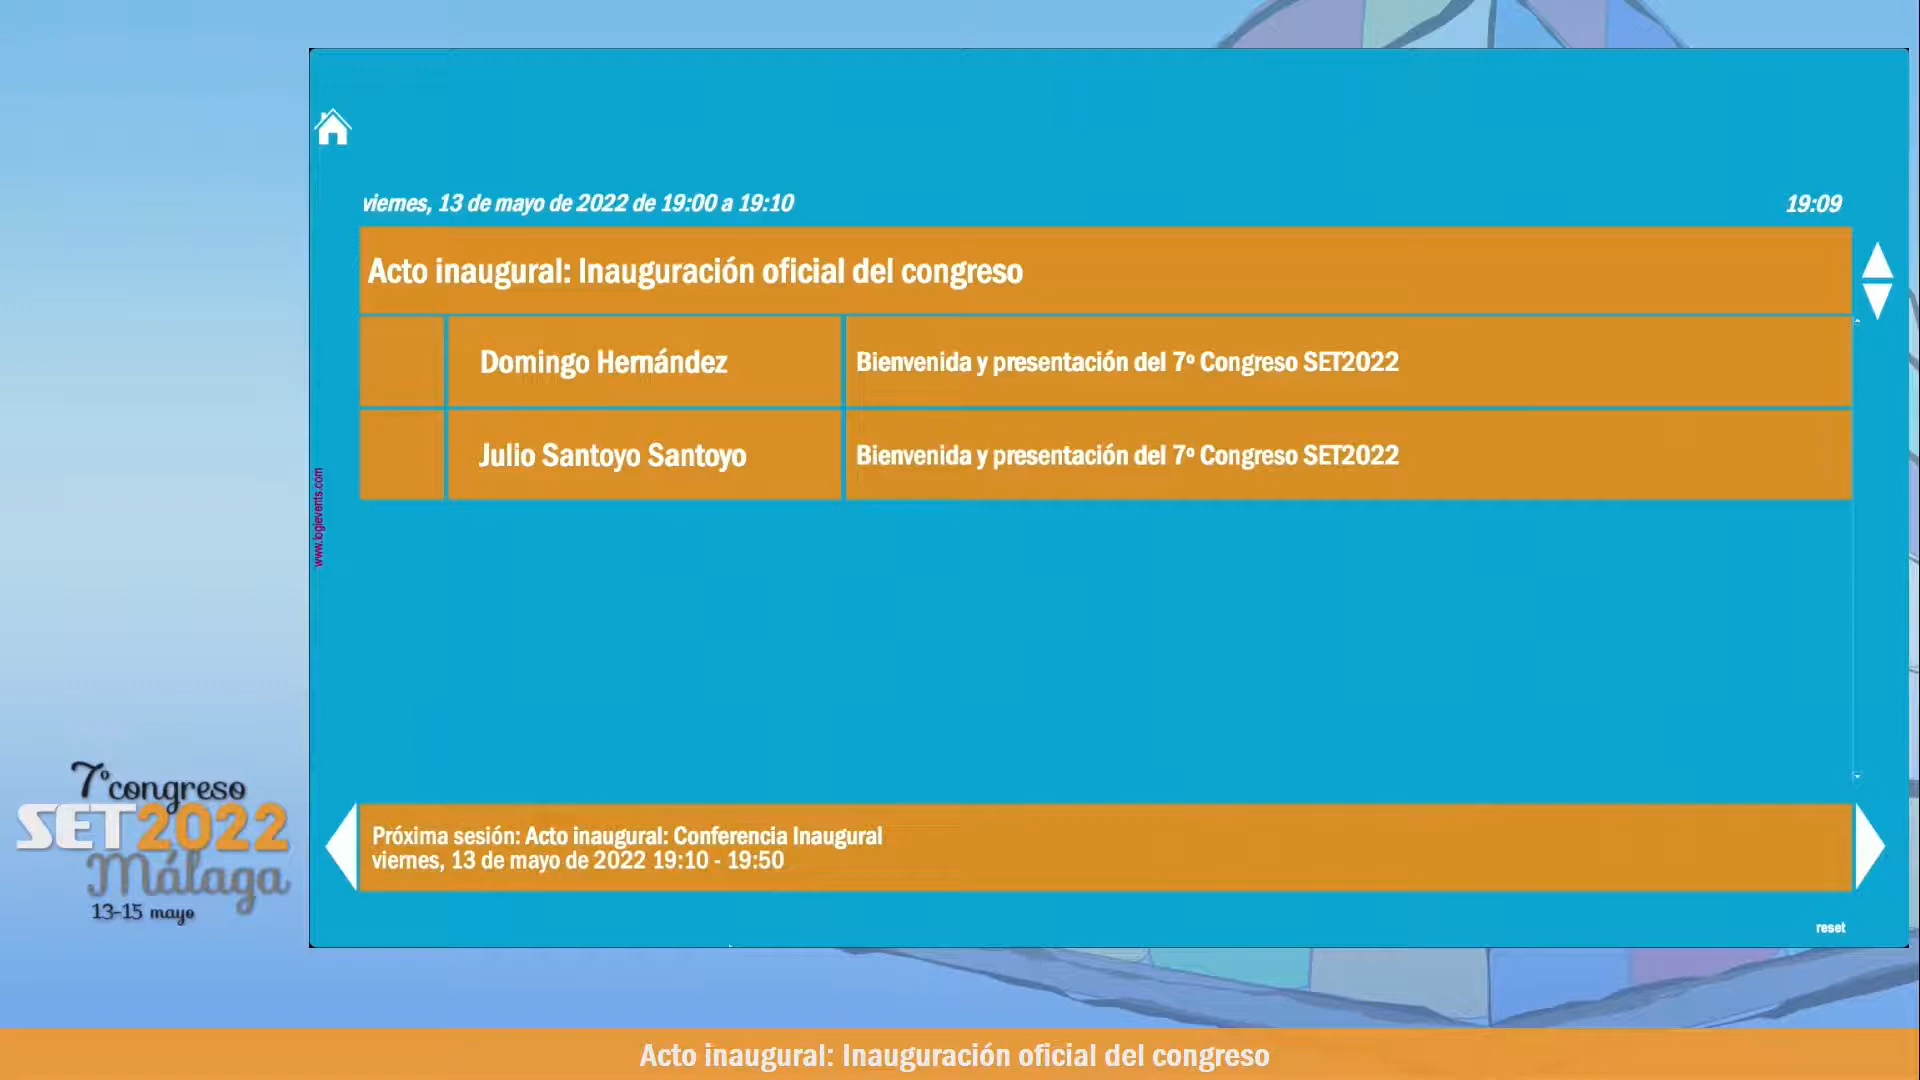 viernes, 13 de mayo de 2022 de 19:00 a 19:10
19:09
Acto inaugural: Inauguración oficial del congreso
Domingo Hernández
Bienvenida y presentación del 7º Congreso SET2022
Julio Santoyo Santoyo
Bienvenida y presentación del 7º Congreso SET2022
www.logievents.com
7º congreso
SET2022
Málaga
13-15 mayo
Próxima sesión: Acto inaugural: Conferencia Inaugural
viernes, 13 de mayo de 2022 19:10 - 19:50
reset
Acto inaugural: Inauguración oficial del congreso